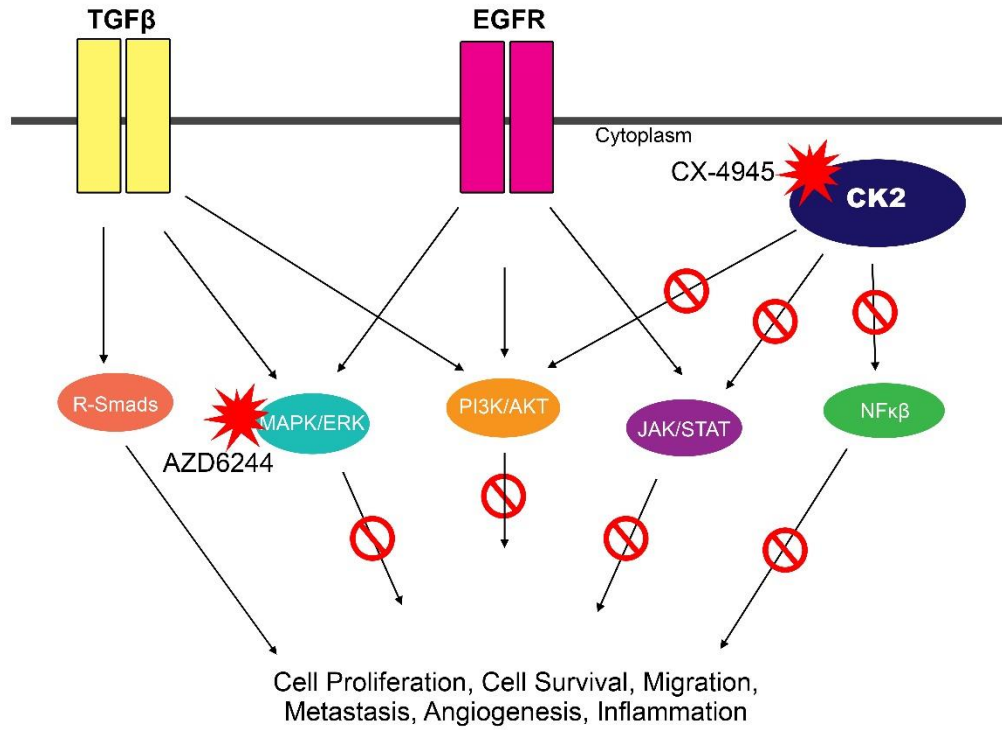 TGFβ
EGFR
Cytoplasm
CX-4945
CK2
R-Smads
MAPK/ERK
PI3K/AKT
JAK/STAT
NFκβ
AZD6244
Cell Proliferation, Cell Survival, Migration,
Metastasis, Angiogenesis, Inflammation